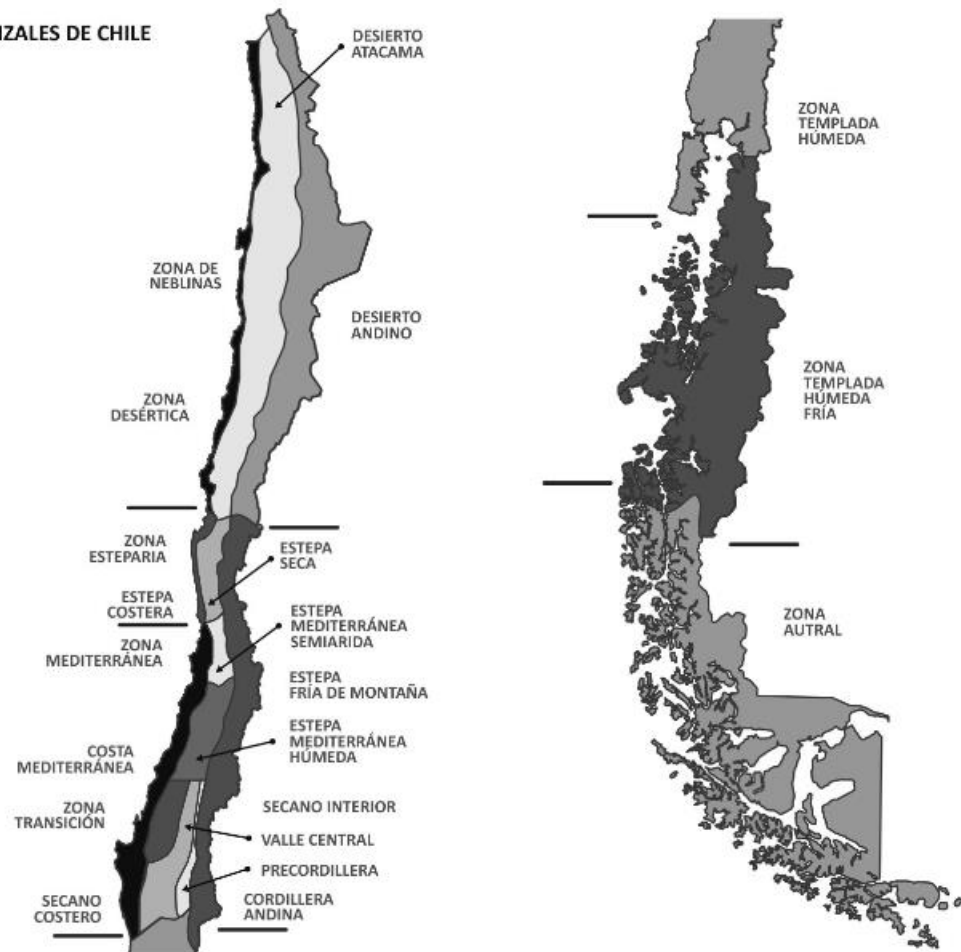 IZALES DE CHILE
DESIERTO
ATACAMA
ZONA DE
NEBLINAS
DESIERTO
ANDINO
ZONA
DESÉRTICA
ZONA
ESTEPARIA
ESTEPA
SECA
ESTEPA
COSTERA
ESTEPA
MEDITERRÁNEA
SEMIARIDA
ZONA
MEDITERRÁNEA
ESTEPA
FRÍA DE MONTAÑA
ESTEPA
MEDITERRÁNEA
HÚMEDA
COSTA
MEDITERRÁNEA
ZONA
TRANSICIÓN
SECANO INTERIOR
VALLE CENTRAL
PRECORDILLERA
SECANO
COSTERO
CORDILLERA
ANDINA
ZONA
TEMPLADA
HÚMEDA
ZONA
TEMPLADA
HÚMEDA
FRÍA
ZONA
AUTRAL